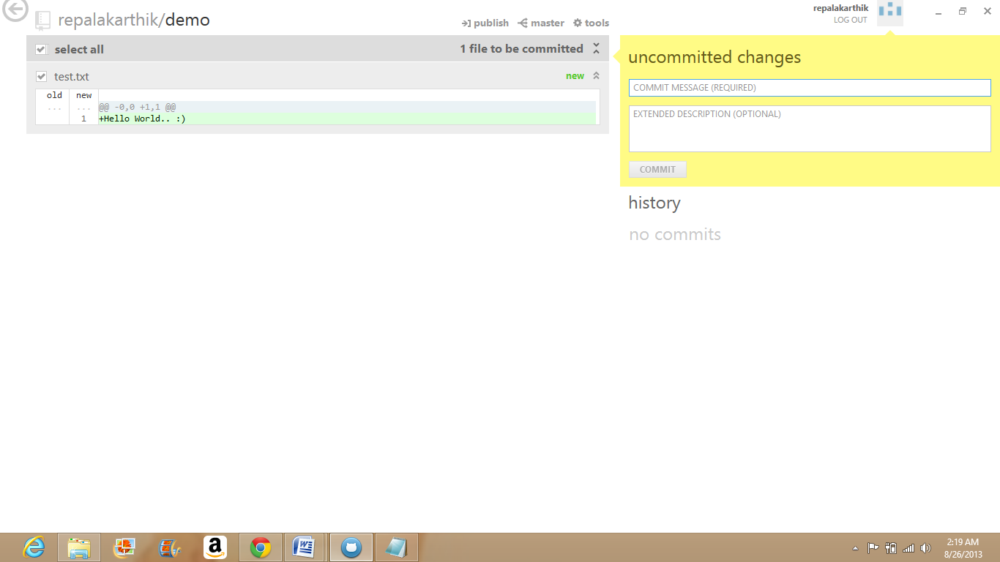 repalakarthik/demo
publish master tools
repalakarthik
LOG OUT
select all 1 file to be committed
test.txt new
old new
... ... @@ -0,0 +1,1 @@
1 +Hello World.. :)
uncommitted changes
COMMIT MESSAGE (REQUIRED)
EXTENDED DESCRIPTION (OPTIONAL)
COMMIT
history
no commits
2:19 AM
8/26/2013